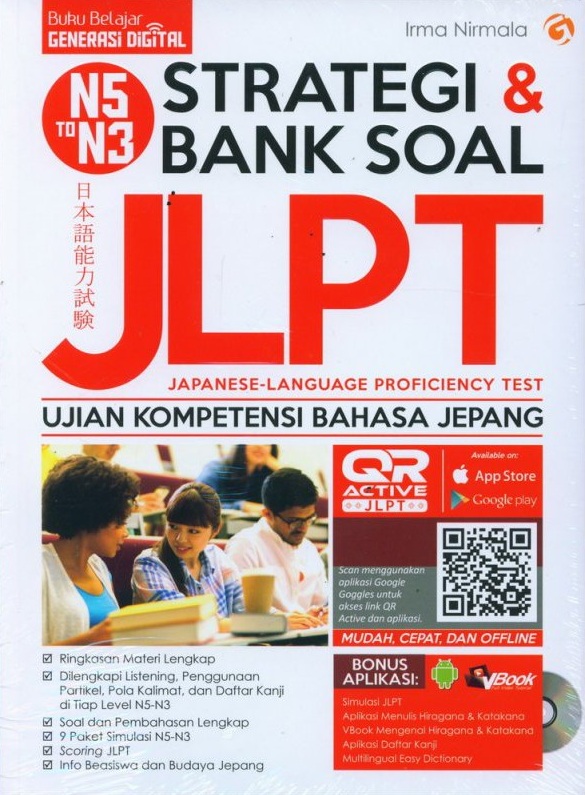 Buku Belajar
GENERASI DIGITAL
Irma Nirmala
N5
TO
N3
STRATEGI &
BANK SOAL
日本語能力試験
JLPT
JAPANESE-LANGUAGE PROFICIENCY TEST
UJIAN KOMPETENSI BAHASA JEPANG
QR
ACTIVE
JLPT
Available on:
App Store
Google play
Scan menggunakan
aplikasi Google
Goggles untuk
akses link QR
Active dan aplikasi.
MUDAH, CEPAT, DAN OFFLINE
Ringkasan Materi Lengkap
Dilengkapi Listening, Penggunaan
Partikel, Pola Kalimat, dan Daftar Kanji
di Tiap Level N5-N3
Soal dan Pembahasan Lengkap
9 Paket Simulasi N5-N3
Scoring JLPT
Info Beasiswa dan Budaya Jepang
BONUS
APLIKASI:
VBook
Simulasi JLPT
Aplikasi Menulis Hiragana & Katakana
VBook Mengenal Hiragana & Katakana
Aplikasi Daftar Kanji
Multilingual Easy Dictionary